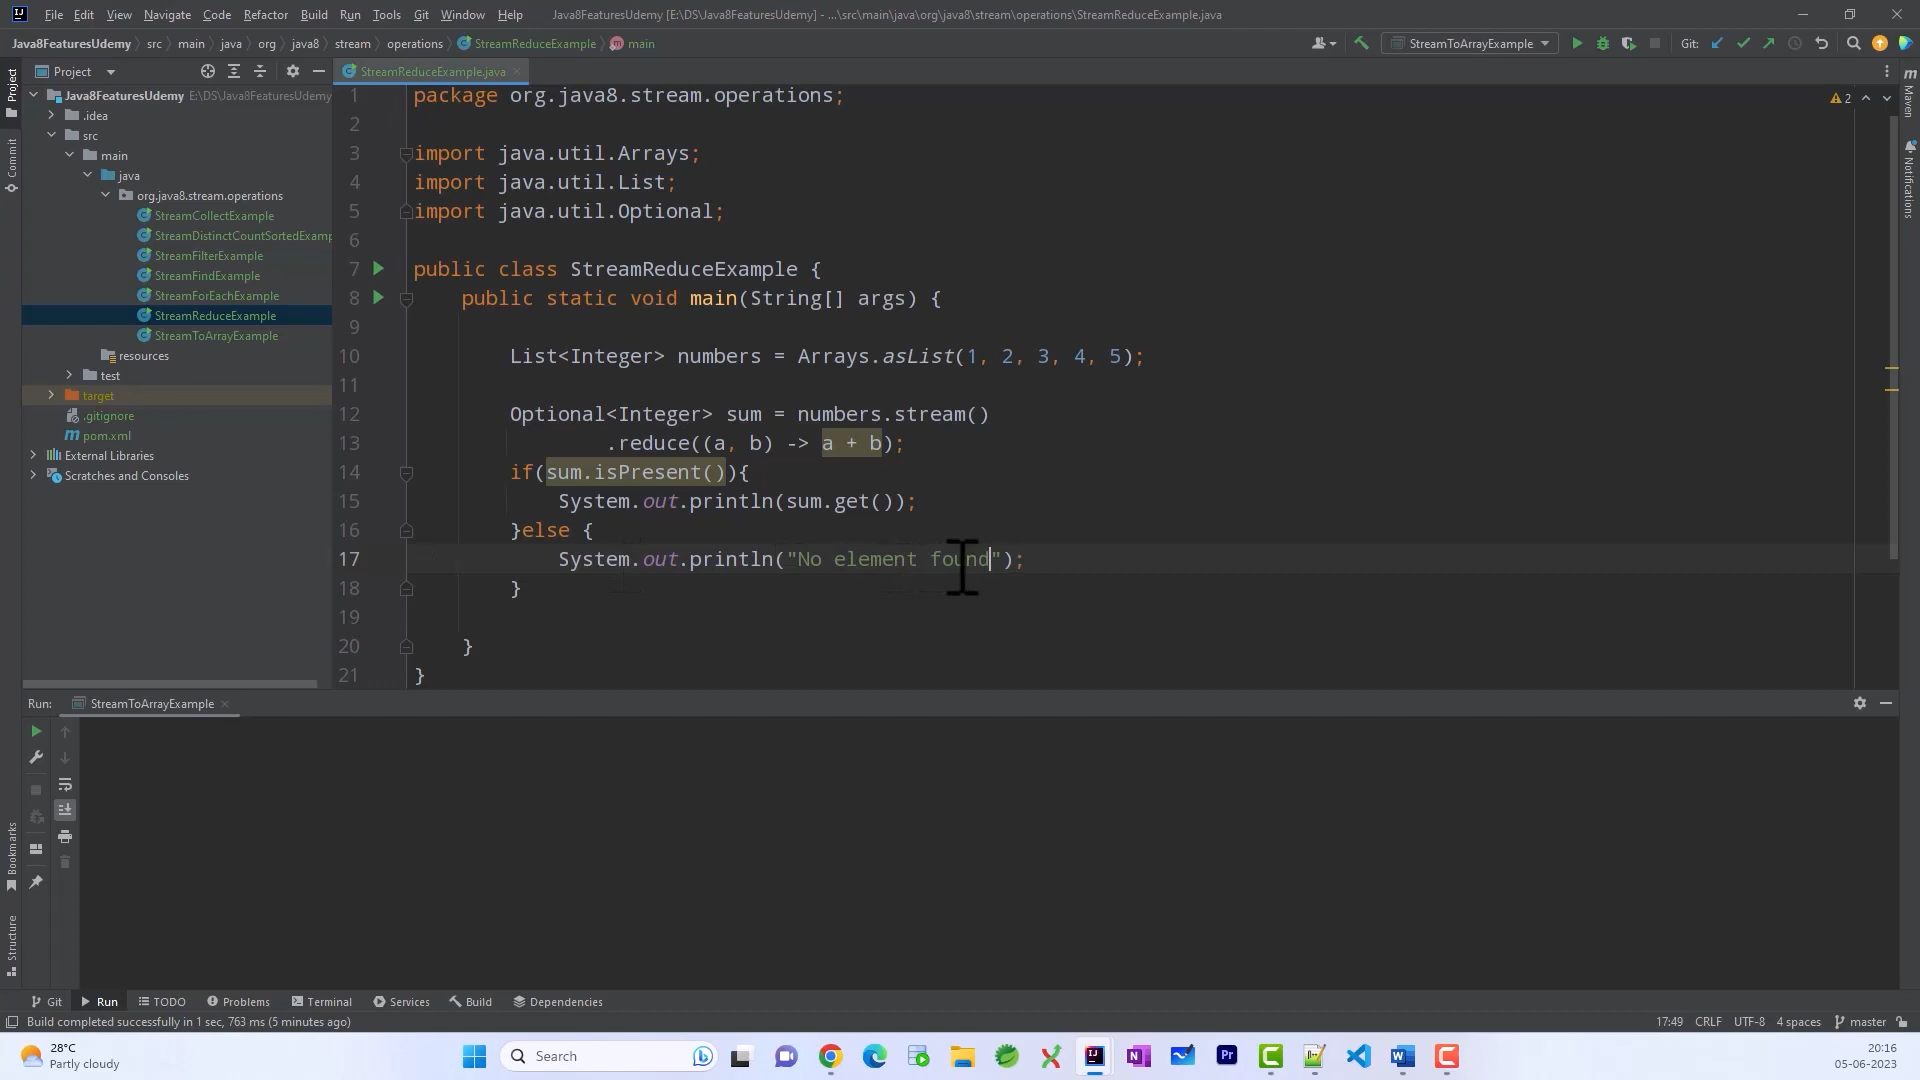 File Edit View Navigate Code Refactor Build Run Tools Git Window Help Java8FeaturesUdemy [E:\DS\Java8FeaturesUdemy] - ...\src\main\java\org\java8\stream\operations\StreamReduceExample.java
Java8FeaturesUdemy src main java org java8 stream operations StreamReduceExample main StreamToArrayExample Git:
Project
StreamReduceExample.java
Java8FeaturesUdemy E:\DS\Java8FeaturesUdemy
.idea
src
main
java
org.java8.stream.operations
StreamCollectExample
StreamDistinctCountSortedExamp
StreamFilterExample
StreamFindExample
StreamForEachExample
StreamReduceExample
StreamToArrayExample
resources
test
target
.gitignore
pom.xml
External Libraries
Scratches and Consoles
1 package org.java8.stream.operations;
2
3 import java.util.Arrays;
4 import java.util.List;
5 import java.util.Optional;
6
7 public class StreamReduceExample {
8 public static void main(String[] args) {
9
10 List<Integer> numbers = Arrays.asList(1, 2, 3, 4, 5);
11
12 Optional<Integer> sum = numbers.stream()
13 .reduce((a, b) -> a + b);
14 if(sum.isPresent()){
15 System.out.println(sum.get());
16 }else {
17 System.out.println("No element found");
18 }
19
20 }
21 }
2
Project
Commit
Bookmarks
Structure
Maven
Notifications
Run: StreamToArrayExample
Git Run TODO Problems Terminal Services Build Dependencies
Build completed successfully in 1 sec, 763 ms (5 minutes ago) 17:49 CRLF UTF-8 4 spaces master
28°C
Partly cloudy
Search
20:16
05-06-2023